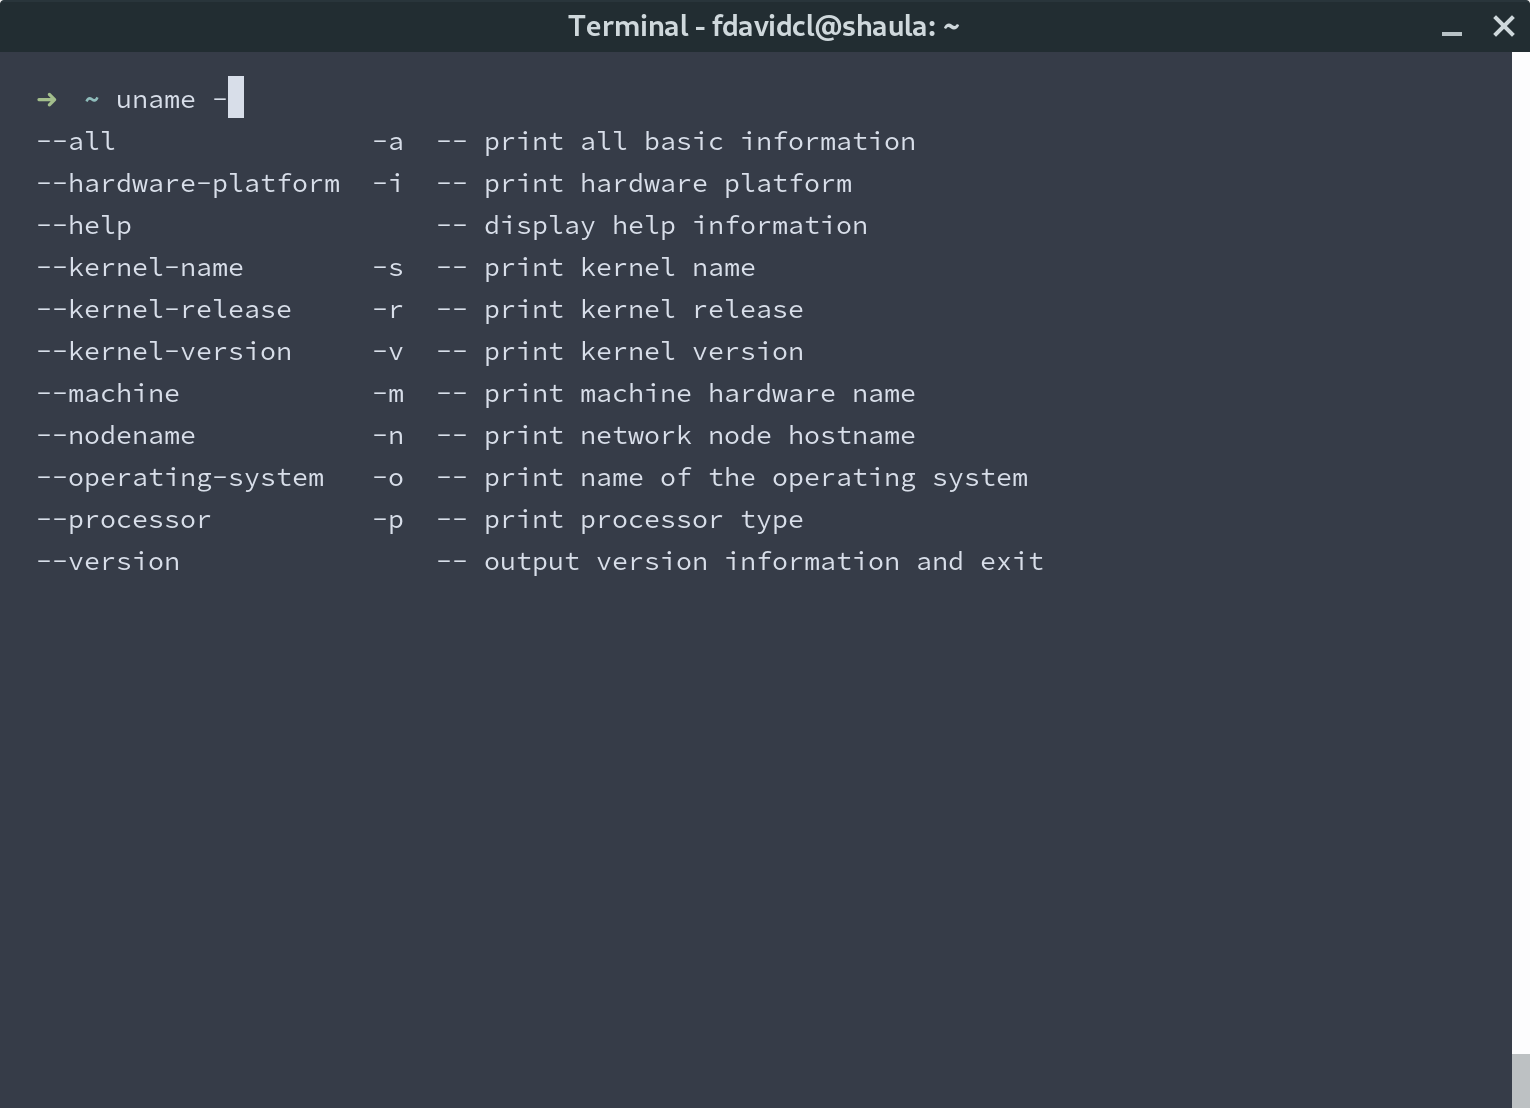 Terminal - fdavidcl@shaula: ~
➜  ~ uname -
--all                -a  -- print all basic information
--hardware-platform  -i  -- print hardware platform
--help                   -- display help information
--kernel-name        -s  -- print kernel name
--kernel-release     -r  -- print kernel release
--kernel-version     -v  -- print kernel version
--machine            -m  -- print machine hardware name
--nodename           -n  -- print network node hostname
--operating-system   -o  -- print name of the operating system
--processor          -p  -- print processor type
--version                -- output version information and exit